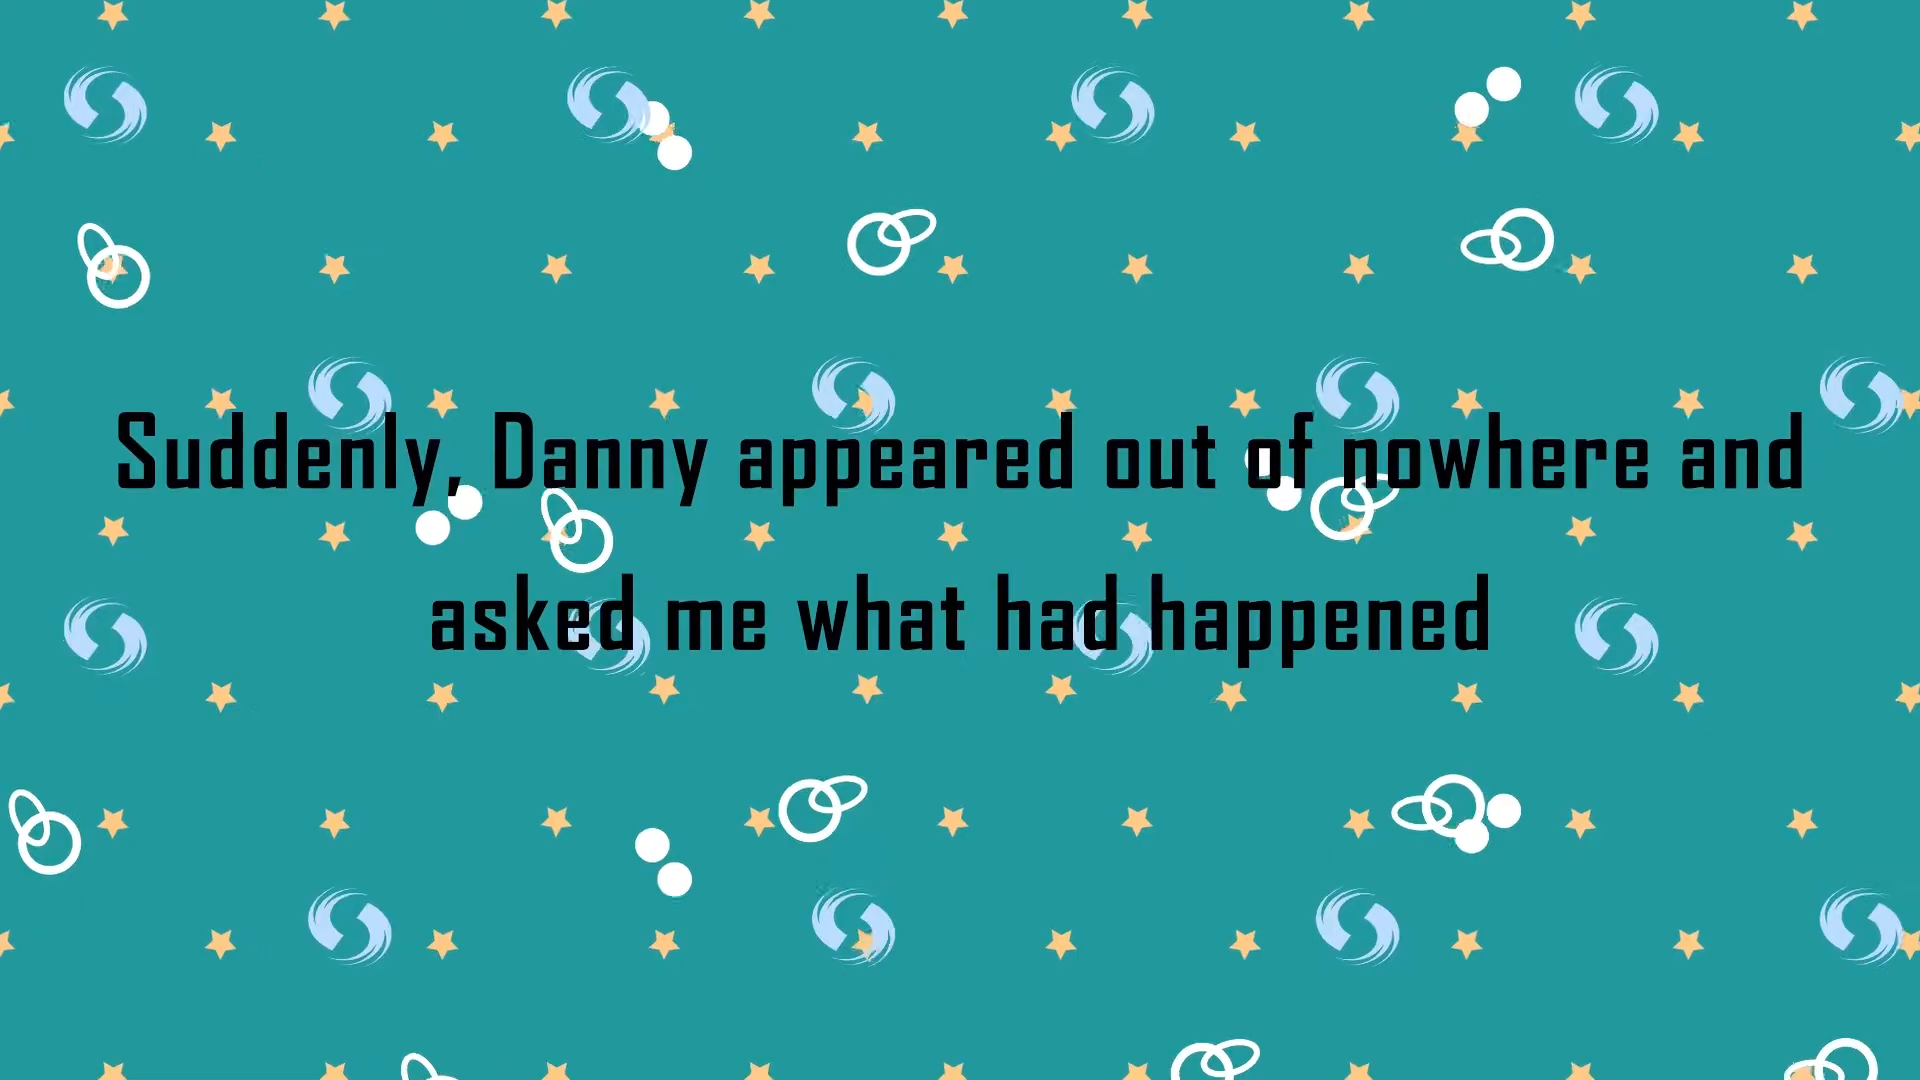 Suddenly, Danny appeared out of nowhere and
asked me what had happened